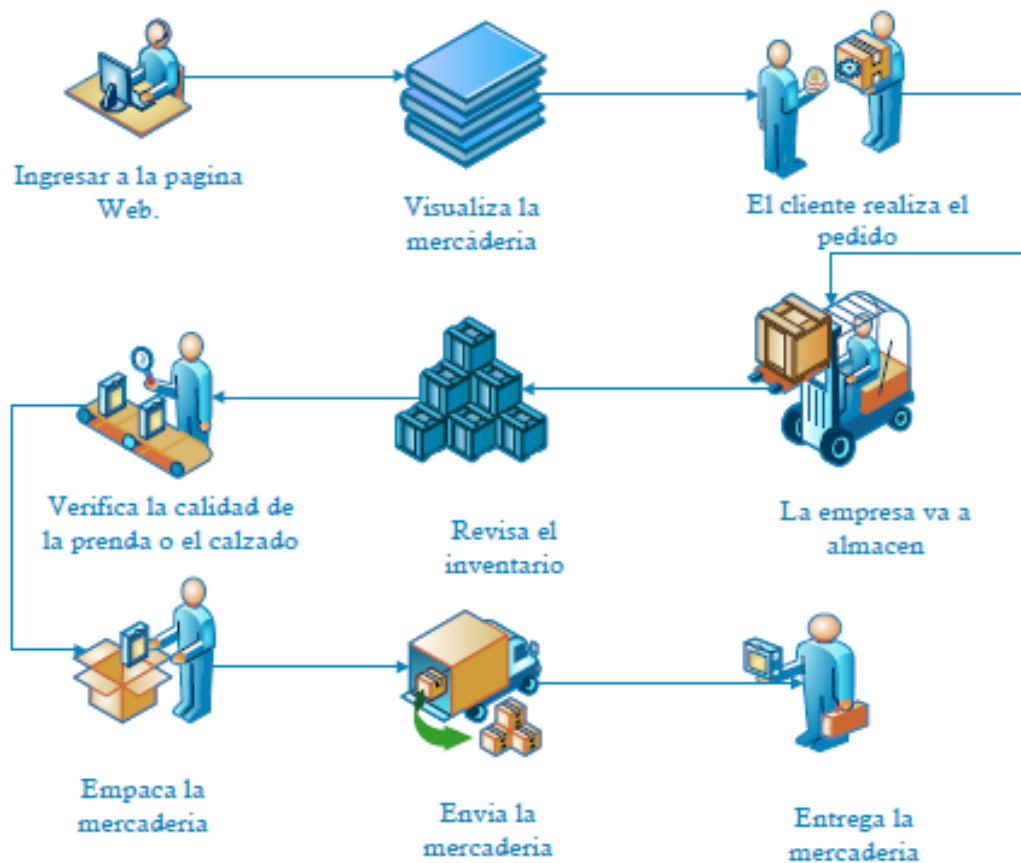 Ingresar a la pagina
Web.
Visualiza la
mercaderia
El cliente realiza el
pedido
Verifica la calidad de
la prenda o el calzado
Revisa el
inventario
La empresa va a
almacen
Empaca la
mercaderia
Envia la
mercaderia
Entrega la
mercaderia